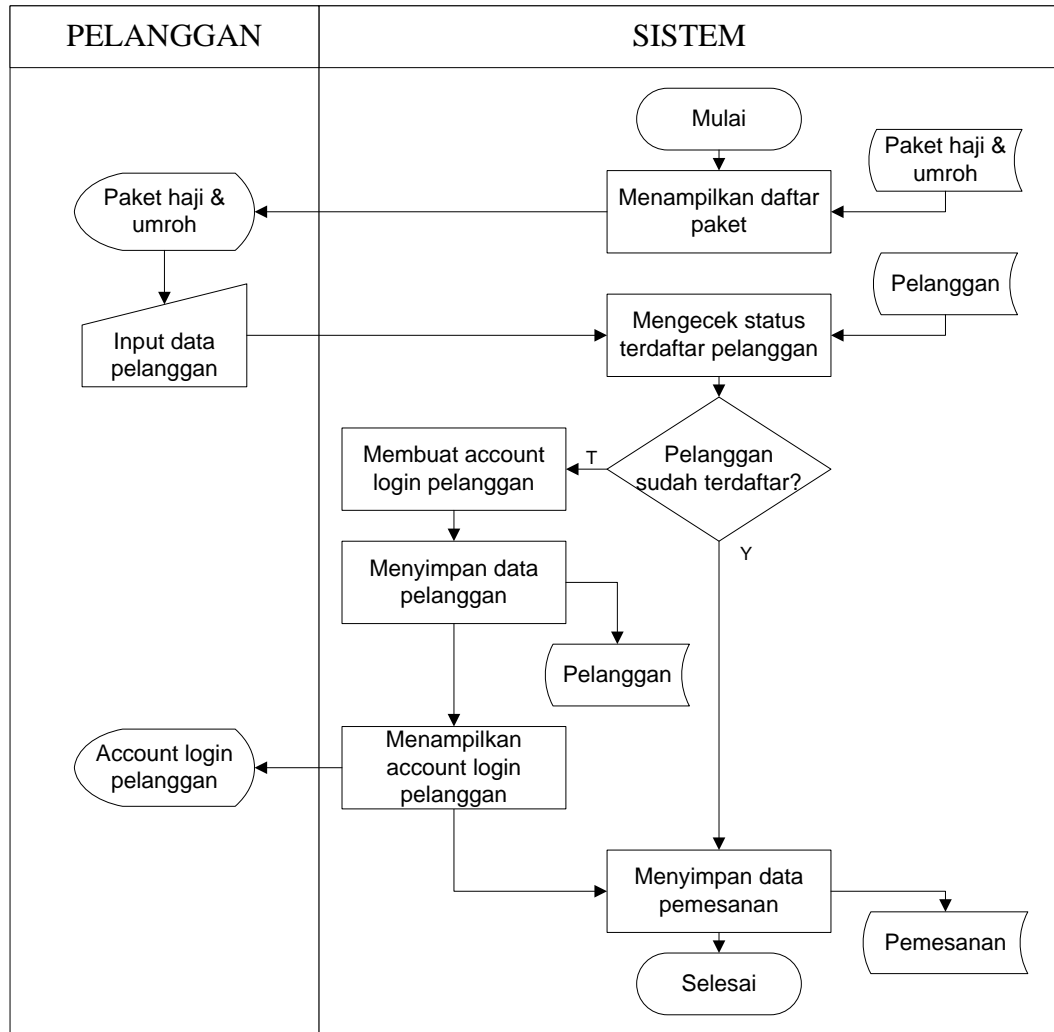 PELANGGAN
SISTEM
Mulai
Paket haji &
umroh
Menampilkan daftar
paket
Paket haji &
umroh
Pelanggan
Input data
pelanggan
Mengecek status
terdaftar pelanggan
Pelanggan
sudah terdaftar?
T
Y
Membuat account
login pelanggan
Menyimpan data
pelanggan
Pelanggan
Menampilkan
account login
pelanggan
Account login
pelanggan
Menyimpan data
pemesanan
Pemesanan
Selesai